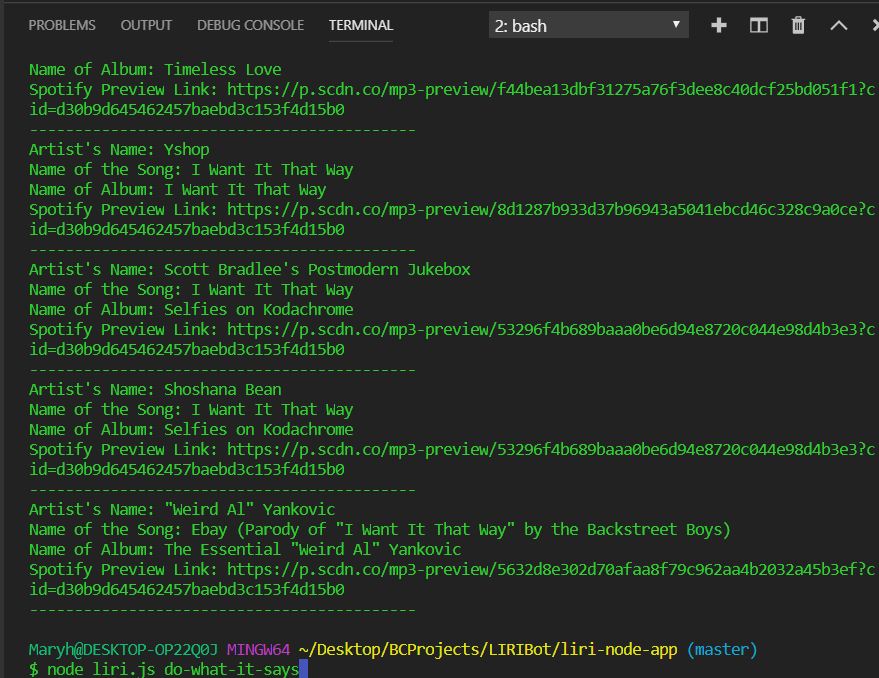 PROBLEMS OUTPUT DEBUG CONSOLE TERMINAL 2: bash
Name of Album: Timeless Love
Spotify Preview Link: https://p.scdn.co/mp3-preview/f44bea13dbf31275a76f3dee8c40dcf25bd051f1?c
id=d30b9d645462457baebd3c153f4d15b0
-------------------------------------------
Artist's Name: Yshop
Name of the Song: I Want It That Way
Name of Album: I Want It That Way
Spotify Preview Link: https://p.scdn.co/mp3-preview/8d1287b933d37b96943a5041ebcd46c328c9a0ce?c
id=d30b9d645462457baebd3c153f4d15b0
-------------------------------------------
Artist's Name: Scott Bradlee's Postmodern Jukebox
Name of the Song: I Want It That Way
Name of Album: Selfies on Kodachrome
Spotify Preview Link: https://p.scdn.co/mp3-preview/53296f4b689baaa0be6d94e8720c044e98d4b3e3?c
id=d30b9d645462457baebd3c153f4d15b0
-------------------------------------------
Artist's Name: Shoshana Bean
Name of the Song: I Want It That Way
Name of Album: Selfies on Kodachrome
Spotify Preview Link: https://p.scdn.co/mp3-preview/53296f4b689baaa0be6d94e8720c044e98d4b3e3?c
id=d30b9d645462457baebd3c153f4d15b0
-------------------------------------------
Artist's Name: "Weird Al" Yankovic
Name of the Song: Ebay (Parody of "I Want It That Way" by the Backstreet Boys)
Name of Album: The Essential "Weird Al" Yankovic
Spotify Preview Link: https://p.scdn.co/mp3-preview/5632d8e302d70afaa8f79c962aa4b2032a45b3ef?c
id=d30b9d645462457baebd3c153f4d15b0
-------------------------------------------
Maryh@DESKTOP-OP22Q0J MINGW64 ~/Desktop/BCProjects/LIRIBot/liri-node-app (master)
$ node liri.js do-what-it-says